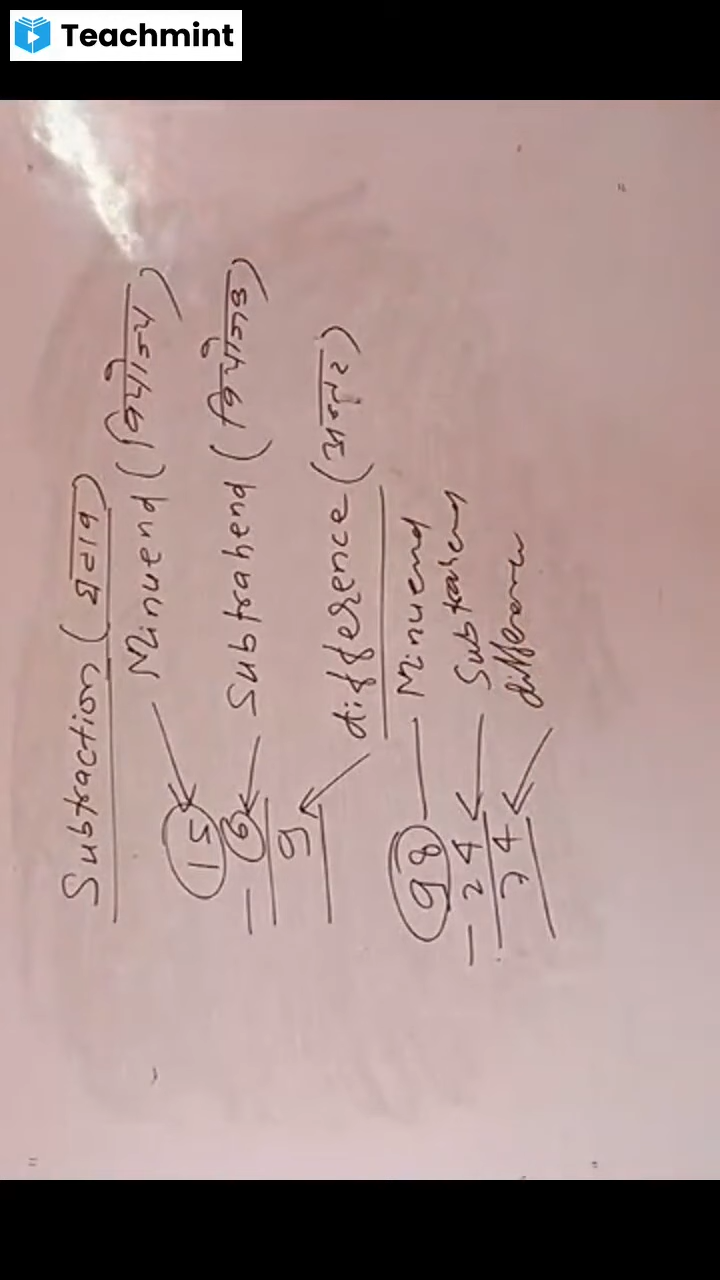 Teachmint
Subtraction ( घटाव )
15 Minuend ( वियोज्य )
- 6 Subtrahend ( वियोजक )
9 difference ( अन्तर )
98 Minuend
- 24 Subtrahend
74 difference